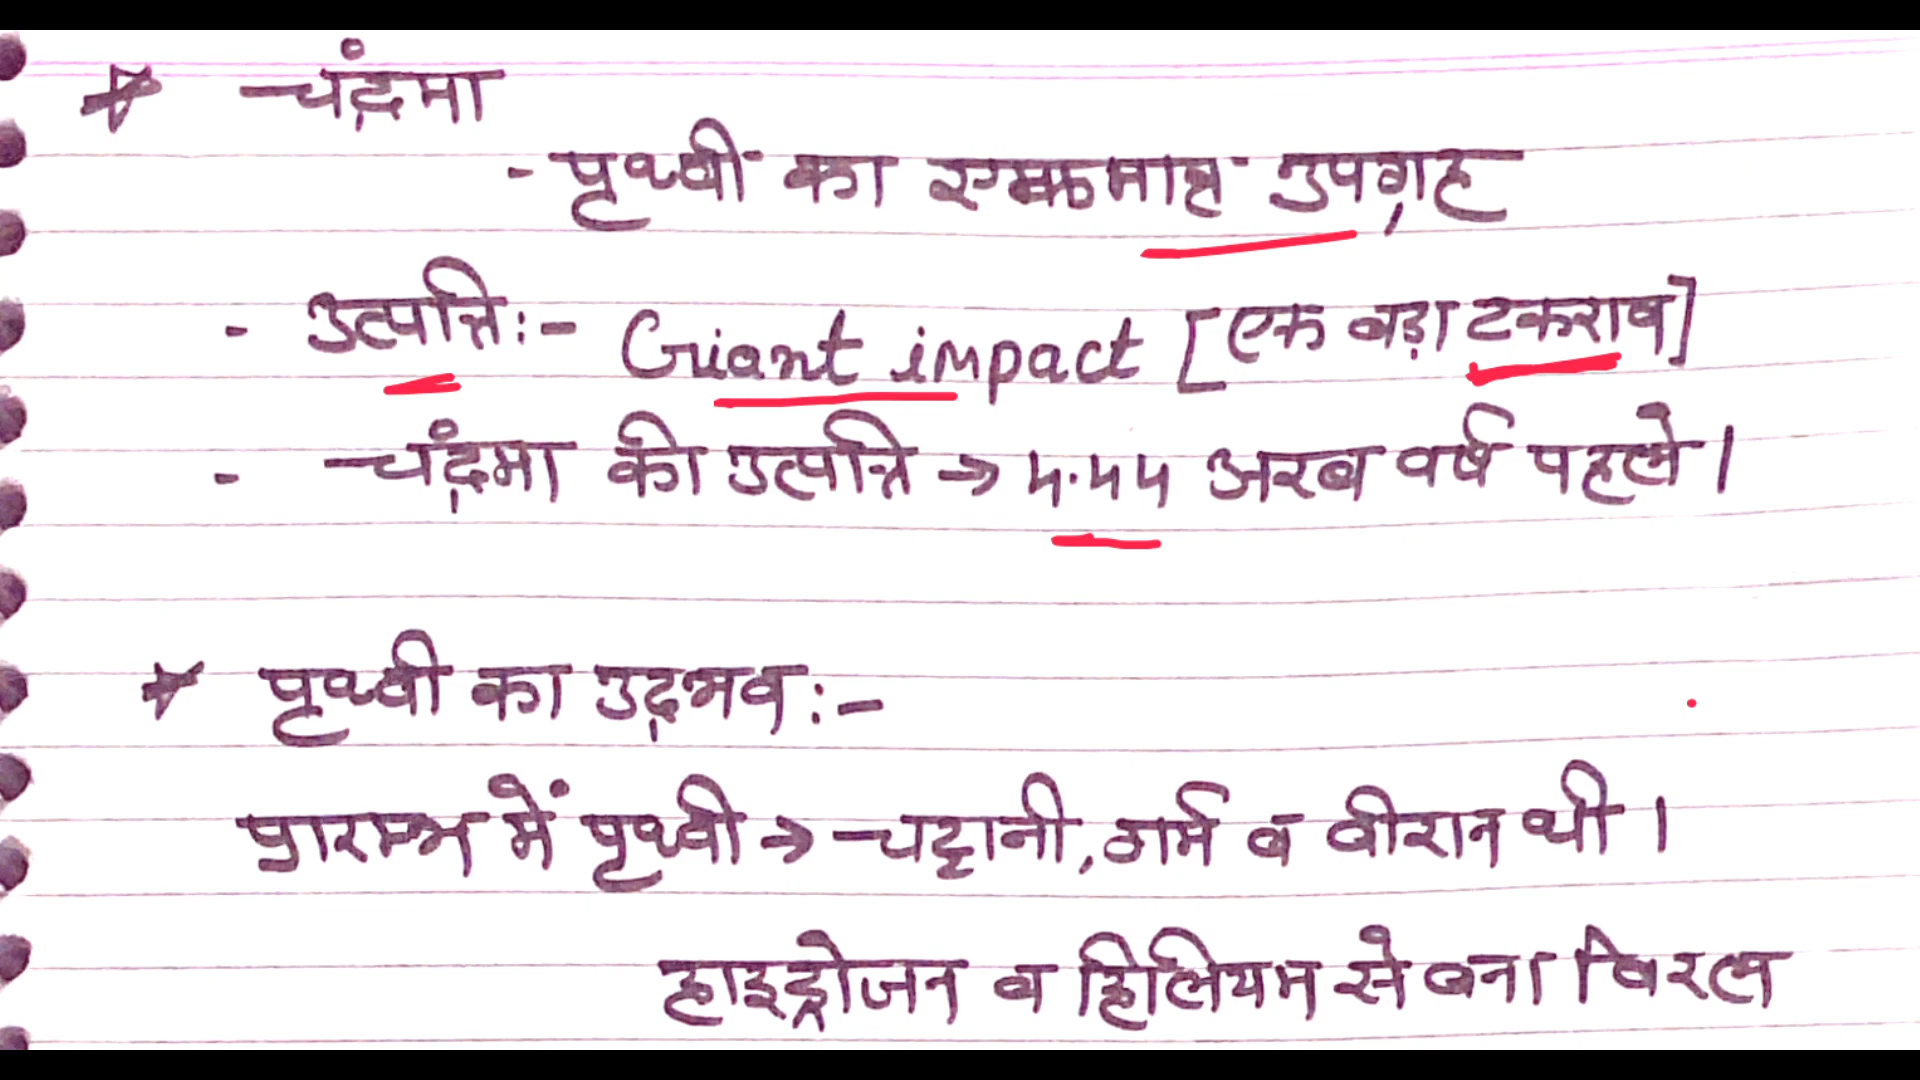 * चंद्रमा
- पृथ्वी का एकमात्र उपग्रह
- उत्पत्ति:- Giant impact [एक बड़ा टकराव]
- चंद्रमा की उत्पत्ति → 4.44 अरब वर्ष पहले।
* पृथ्वी का उद्भव:-
प्रारम्भ में पृथ्वी → चट्टानी, गर्म व वीरान थी।
हाइड्रोजन व हिलियम से बना विरल